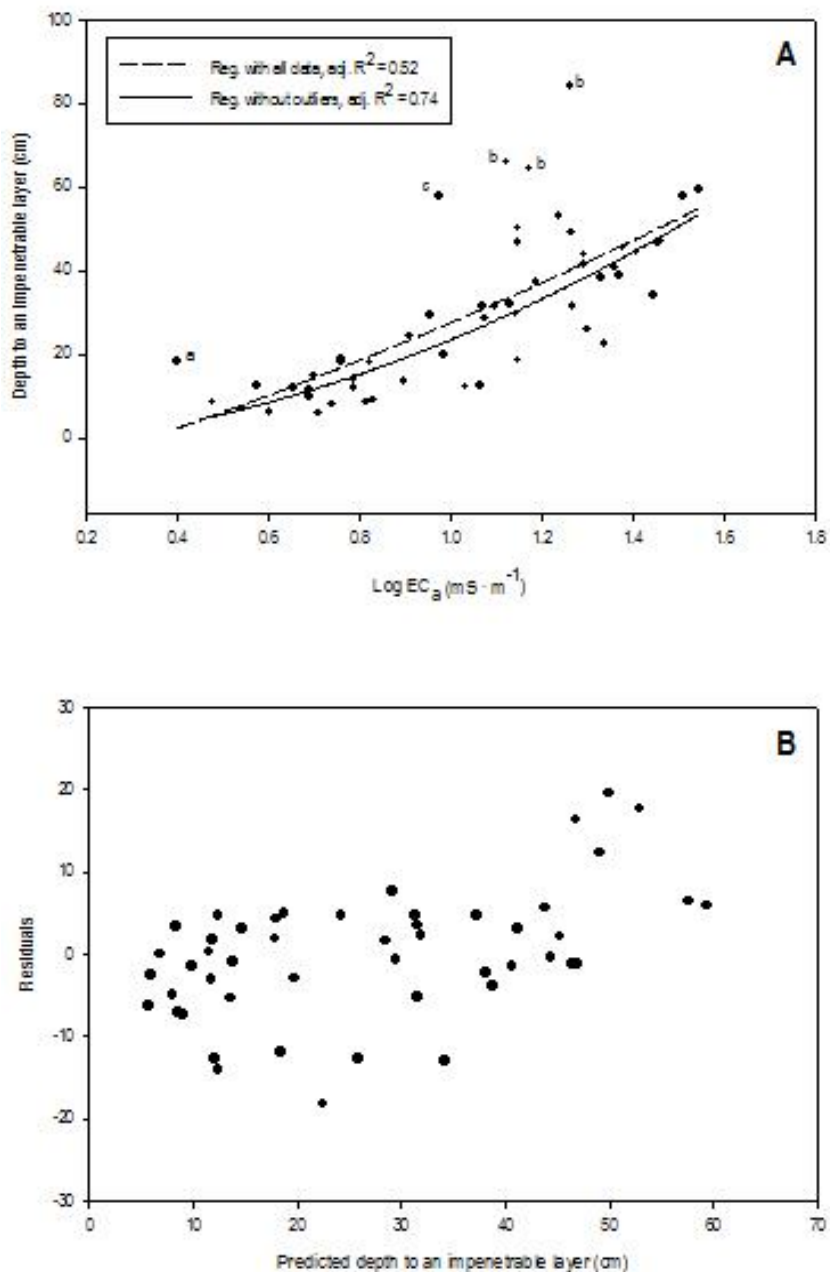 100
A
Reg. with all data, adj. R2 = 0.52
Reg. without outliers, adj. R2 = 0.74
b
80
b
b
c
60
40
a
20
0
Depth to an impenetrable layer (cm)
0.2 0.4 0.6 0.8 1.0 1.2 1.4 1.6 1.8
Log ECa (mS · m-1)
30
B
20
10
0
-10
-20
-30
Residuals
0 10 20 30 40 50 60 70
Predicted depth to an impenetrable layer (cm)